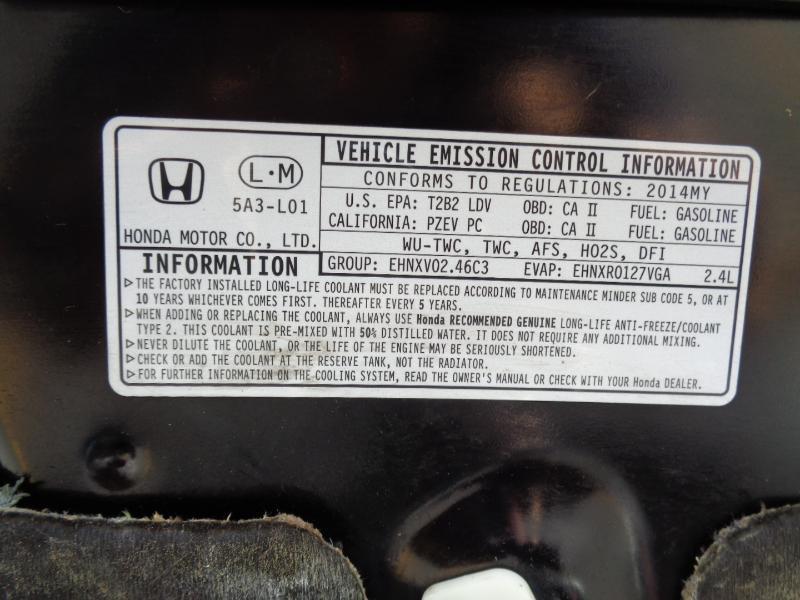 L·M
5A3-L01
HONDA MOTOR CO., LTD.
VEHICLE EMISSION CONTROL INFORMATION
CONFORMS TO REGULATIONS: 2014MY
U.S. EPA: T2B2 LDV OBD: CA II FUEL: GASOLINE
CALIFORNIA: PZEV PC OBD: CA II FUEL: GASOLINE
WU-TWC, TWC, AFS, HO2S, DFI
GROUP: EHNXV02.46C3 EVAP: EHNXR0127VGA 2.4L
INFORMATION
▷THE FACTORY INSTALLED LONG-LIFE COOLANT MUST BE REPLACED ACCORDING TO MAINTENANCE MINDER SUB CODE 5, OR AT
10 YEARS WHICHEVER COMES FIRST. THEREAFTER EVERY 5 YEARS.
▷WHEN ADDING OR REPLACING THE COOLANT, ALWAYS USE Honda RECOMMENDED GENUINE LONG-LIFE ANTI-FREEZE/COOLANT
TYPE 2. THIS COOLANT IS PRE-MIXED WITH 50% DISTILLED WATER. IT DOES NOT REQUIRE ANY ADDITIONAL MIXING.
▷NEVER DILUTE THE COOLANT, OR THE LIFE OF THE ENGINE MAY BE SERIOUSLY SHORTENED.
▷CHECK OR ADD THE COOLANT AT THE RESERVE TANK, NOT THE RADIATOR.
▷FOR FURTHER INFORMATION ON THE COOLING SYSTEM, READ THE OWNER'S MANUAL OR CHECK WITH YOUR Honda DEALER.